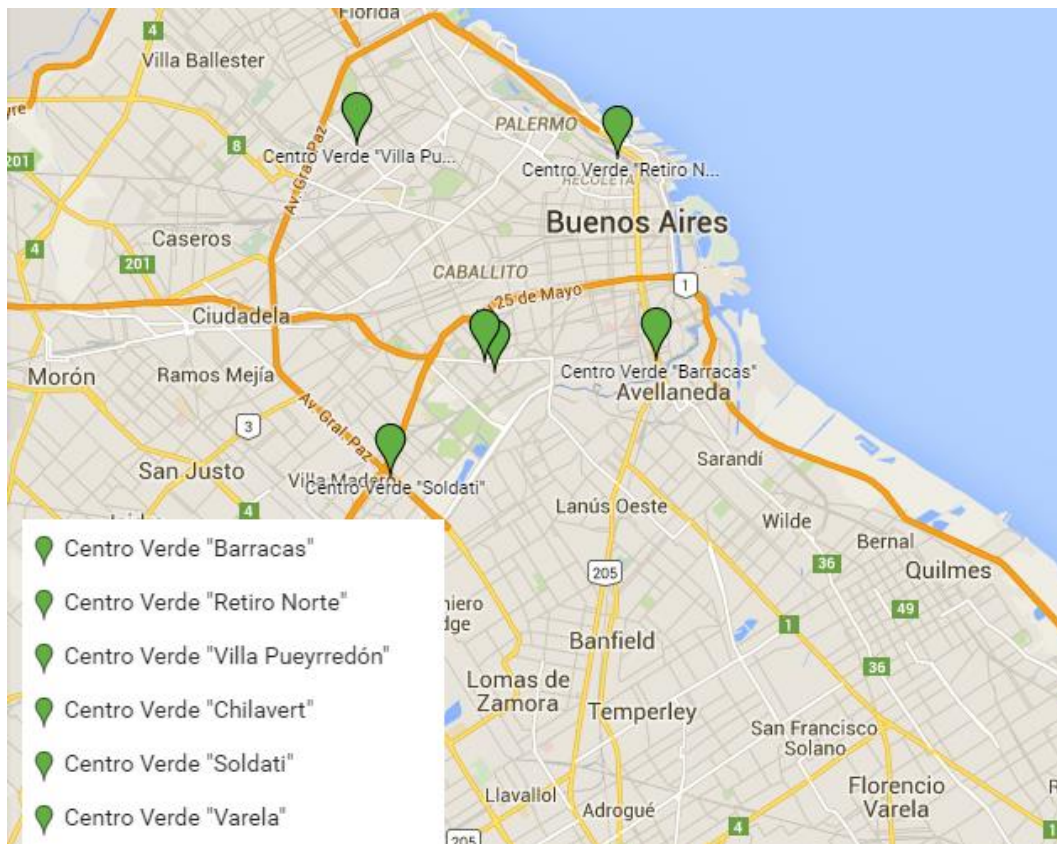 Florida
4
Villa Ballester
yre
8
201
PALERMO
Centro Verde "Villa Pu...
Centro Verde "Retiro N...
RECOLETA
Av. Gral. Paz
Buenos Aires
Caseros
4
201
CABALLITO
1
25 de Mayo
Ciudadela
Morón
Ramos Mejía
Centro Verde "Barracas"
Avellaneda
Av. Gral. Paz
3
San Justo
Villa Madero
Centro Verde "Soldati"
Sarandí
4
Lanús Oeste
Wilde
Bernal
36
Quilmes
205
49
Banfield
1
36
Lomas de
Zamora
Temperley
San Francisco
Solano
Llavallol
Adrogué
Florencio
Varela
4
1
205
Centro Verde "Barracas"
Centro Verde "Retiro Norte"
Centro Verde "Villa Pueyrredón"
Centro Verde "Chilavert"
Centro Verde "Soldati"
Centro Verde "Varela"